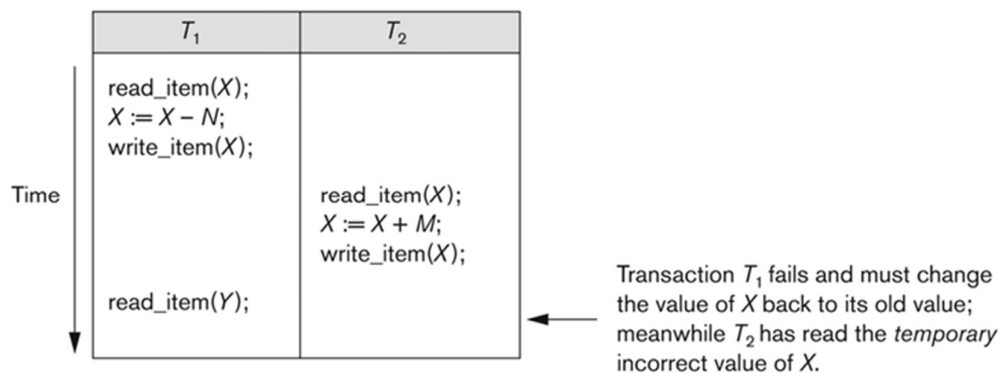 T1 T2
read_item(X);
X := X – N;
write_item(X);
Time
read_item(X);
X := X + M;
write_item(X);
read_item(Y);
Transaction T1 fails and must change
the value of X back to its old value;
meanwhile T2 has read the temporary
incorrect value of X.